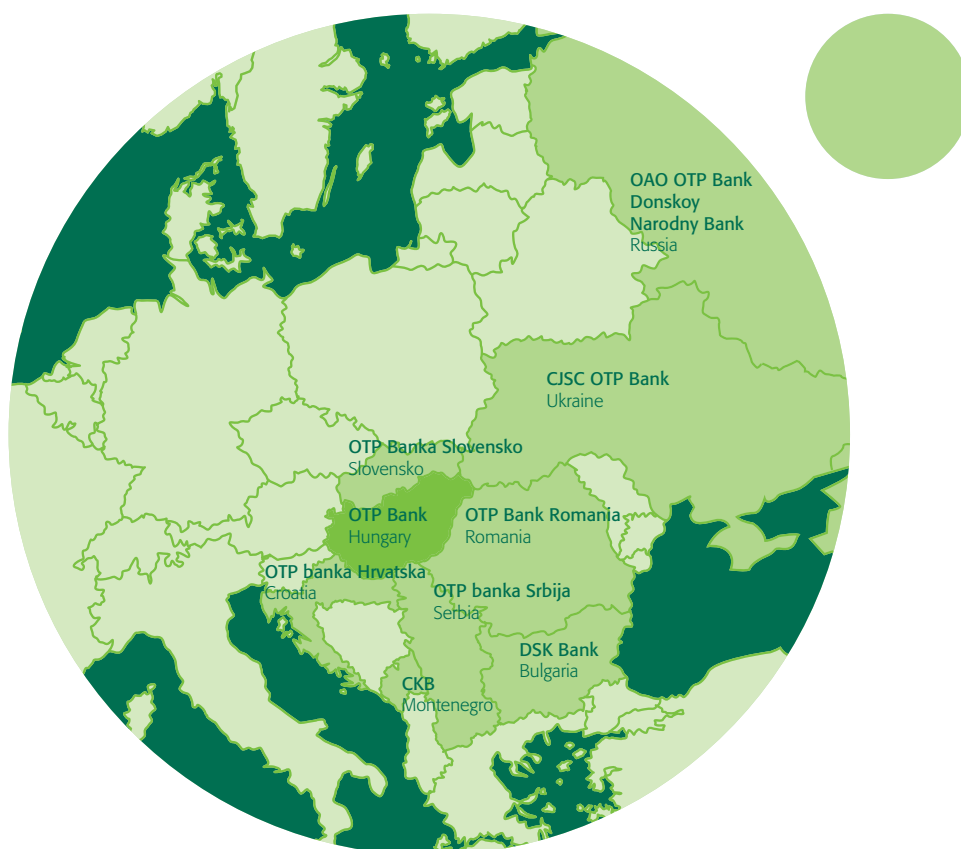 OAO OTP Bank
Donskoy
Narodny Bank
Russia
CJSC OTP Bank
Ukraine
OTP Banka Slovensko
Slovensko
OTP Bank
Hungary
OTP Bank Romania
Romania
OTP banka Hrvatska
Croatia
OTP banka Srbija
Serbia
DSK Bank
Bulgaria
CKB
Montenegro